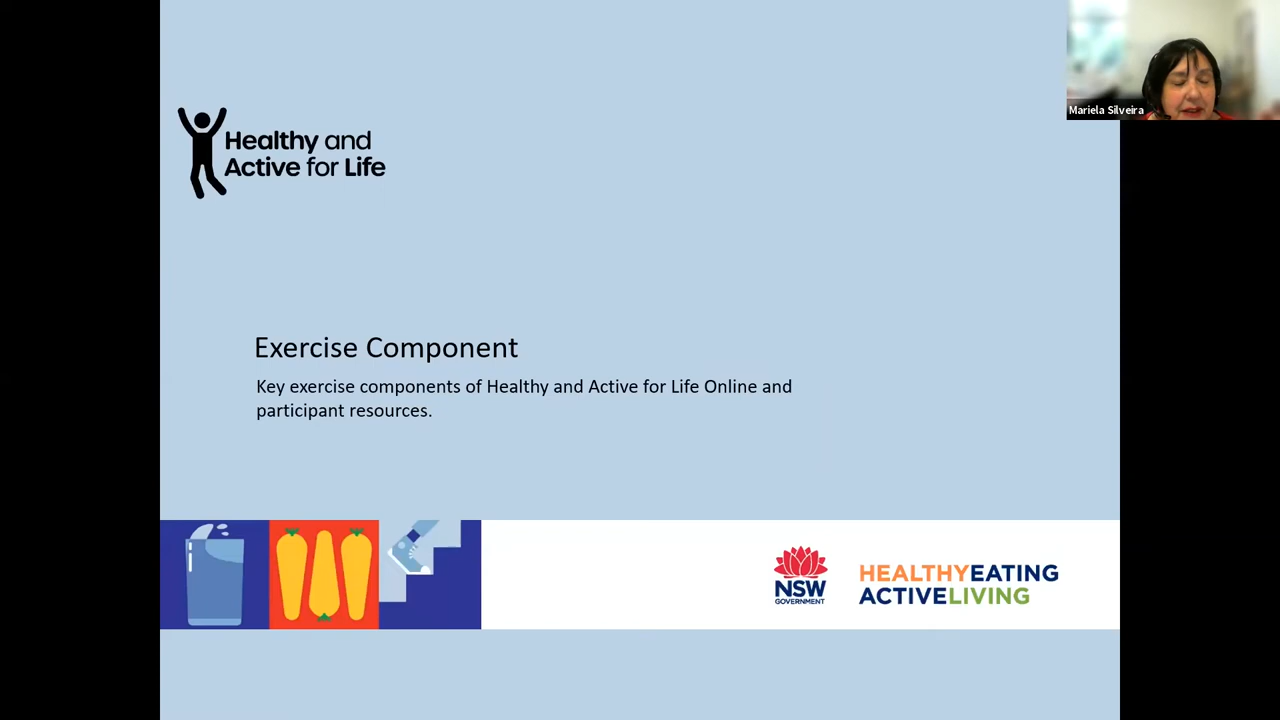 Mariela Silveira
Healthy and
Active for Life
Exercise Component
Key exercise components of Healthy and Active for Life Online and
participant resources.
NSW
GOVERNMENT
HEALTHYEATING
ACTIVELIVING